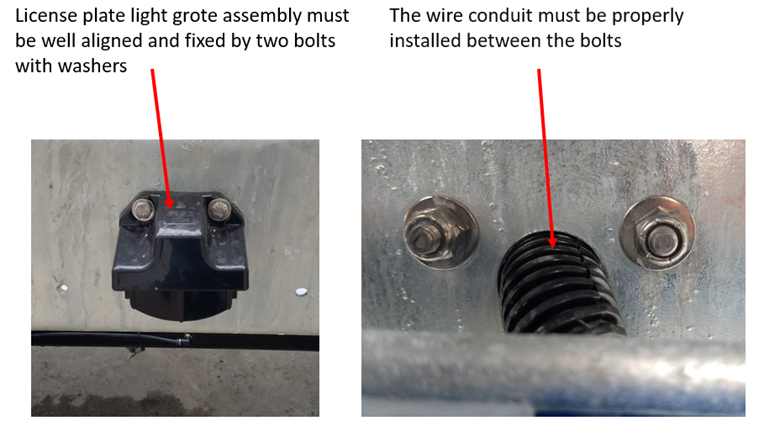 License plate light grote assembly must
be well aligned and fixed by two bolts
with washers
The wire conduit must be properly
installed between the bolts